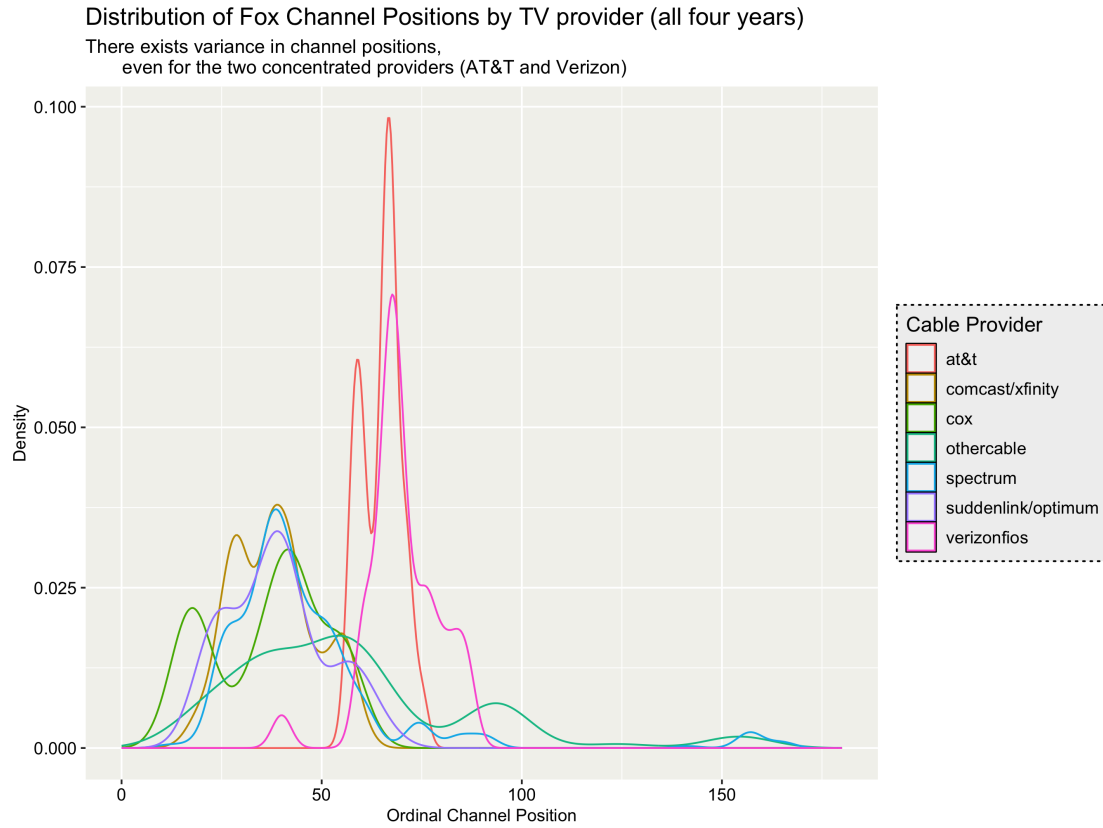 Distribution of Fox Channel Positions by TV provider (all four years)
There exists variance in channel positions,
even for the two concentrated providers (AT&T and Verizon)
0.100
0.075
0.050
0.025
0.000
Density
0
50
100
150
Ordinal Channel Position
Cable Provider
at&t
comcast/xfinity
cox
othercable
spectrum
suddenlink/optimum
verizonfios